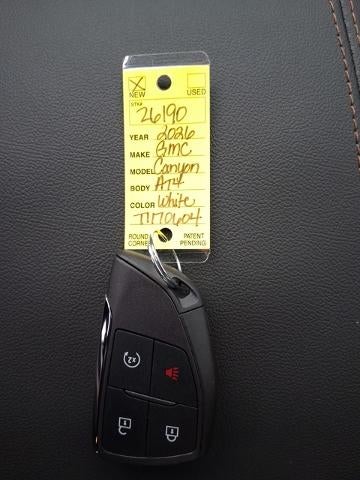 NEW USED
STK# 26190
YEAR 2026
MAKE GMC
MODEL Canyon
BODY AT4
COLOR White
T1170604
ROUND CORNER PATENT PENDING
x2